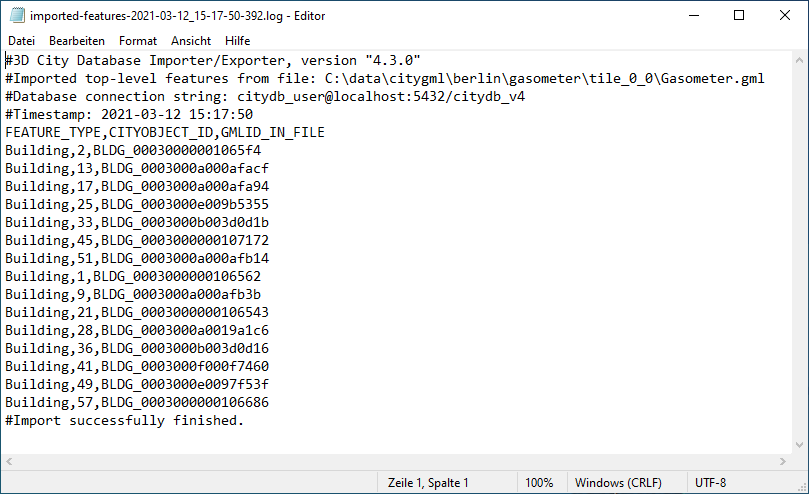 imported-features-2021-03-12_15-17-50-392.log - Editor
Datei Bearbeiten Format Ansicht Hilfe
#3D City Database Importer/Exporter, version "4.3.0"
#Imported top-level features from file: C:\data\citygml\berlin\gasometer\tile_0_0\Gasometer.gml
#Database connection string: citydb_user@localhost:5432/citydb_v4
#Timestamp: 2021-03-12 15:17:50
FEATURE_TYPE,CITYOBJECT_ID,GMLID_IN_FILE
Building,2,BLDG_00030000001065f4
Building,13,BLDG_0003000a000afacf
Building,17,BLDG_0003000a000afa94
Building,25,BLDG_0003000e009b5355
Building,33,BLDG_0003000b003d0d1b
Building,45,BLDG_0003000000107172
Building,51,BLDG_0003000a000afb14
Building,1,BLDG_0003000000106562
Building,9,BLDG_0003000a000afb3b
Building,21,BLDG_0003000000106543
Building,28,BLDG_0003000a0019a1c6
Building,36,BLDG_0003000b003d0d16
Building,41,BLDG_0003000f000f7460
Building,49,BLDG_0003000e0097f53f
Building,57,BLDG_0003000000106686
#Import successfully finished.
Zeile 1, Spalte 1 100% Windows (CRLF) UTF-8